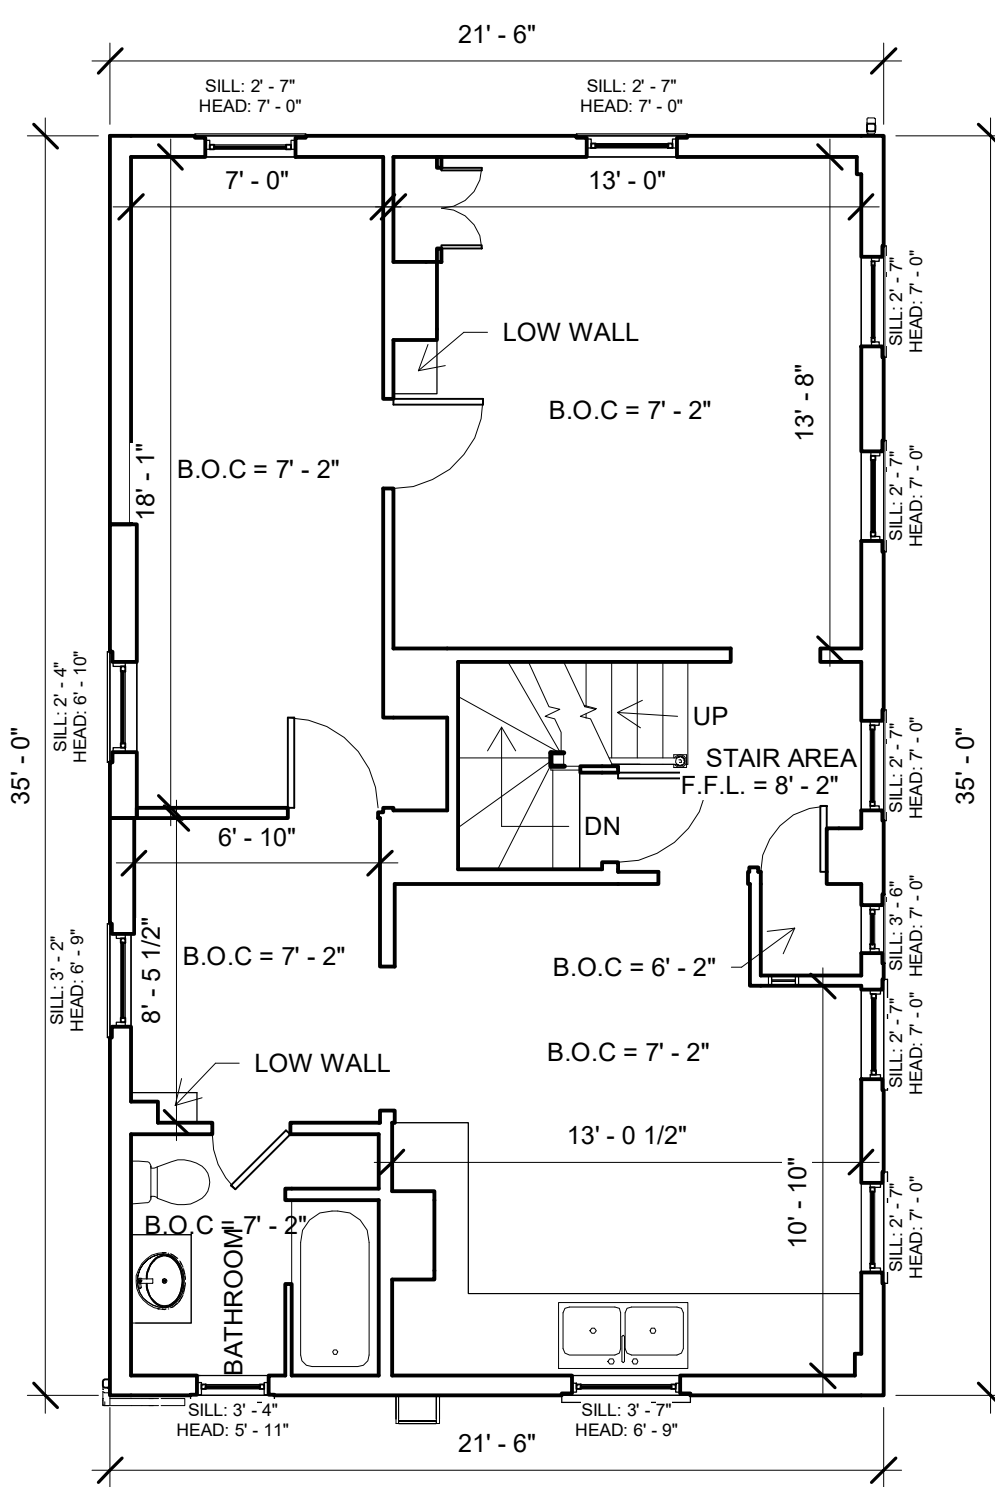 21' - 6"
SILL: 2' - 7"
HEAD: 7' - 0"
SILL: 2' - 7"
HEAD: 7' - 0"
7' - 0"
13' - 0"
SILL: 2' - 7"
HEAD: 7' - 0"
LOW WALL
13' - 8"
B.O.C = 7' - 2"
18' - 1"
B.O.C = 7' - 2"
SILL: 2' - 7"
HEAD: 7' - 0"
SILL: 2' - 4"
HEAD: 6' - 10"
UP
STAIR AREA
F.F.L. = 8' - 2"
SILL: 2' - 7"
HEAD: 7' - 0"
35' - 0"
35' - 0"
DN
6' - 10"
SILL: 3' - 6"
HEAD: 7' - 0"
SILL: 3' - 2"
HEAD: 6' - 9"
8' - 5 1/2"
B.O.C = 7' - 2"
B.O.C = 6' - 2"
SILL: 2' - 7"
HEAD: 7' - 0"
B.O.C = 7' - 2"
LOW WALL
13' - 0 1/2"
10' - 10"
SILL: 2' - 7"
HEAD: 7' - 0"
B.O.C = 7' - 2"
BATHROOM
SILL: 3' - 4"
HEAD: 5' - 11"
SILL: 3' - 7"
HEAD: 6' - 9"
21' - 6"